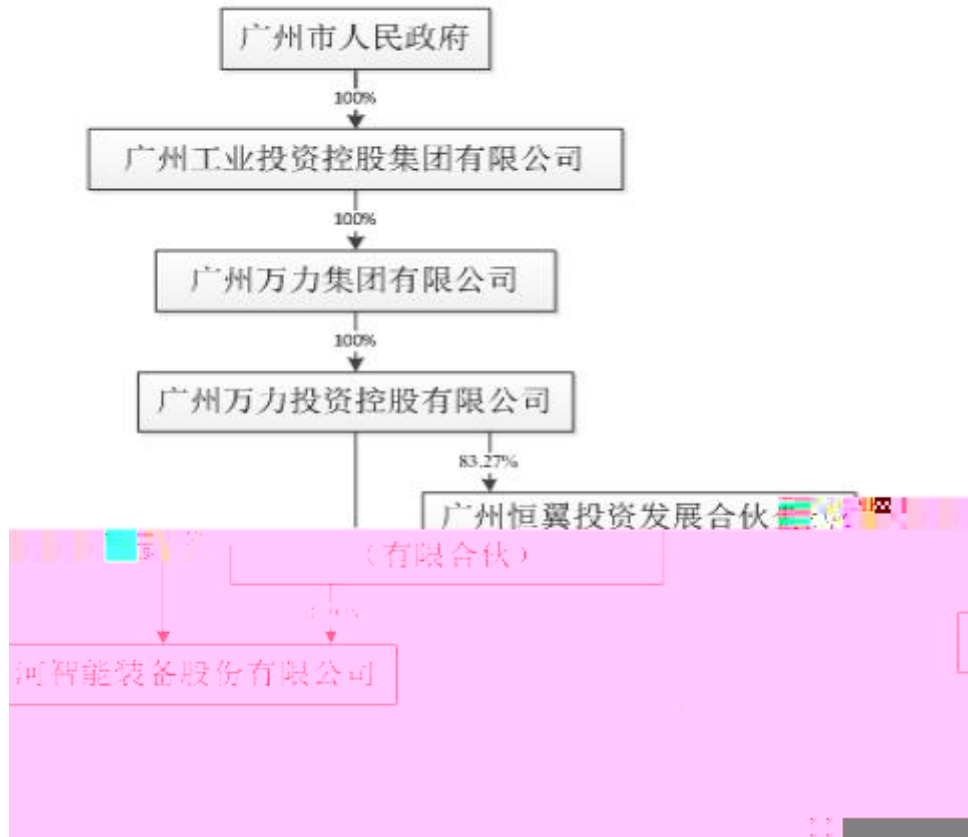 广州市人民政府
100%
广州工业投资控股集团有限公司
100%
广州万力集团有限公司
100%
广州万力投资控股有限公司
83.27%
广州恒翼投资发展合伙
（有限合伙）
河智能装备股份有限公司